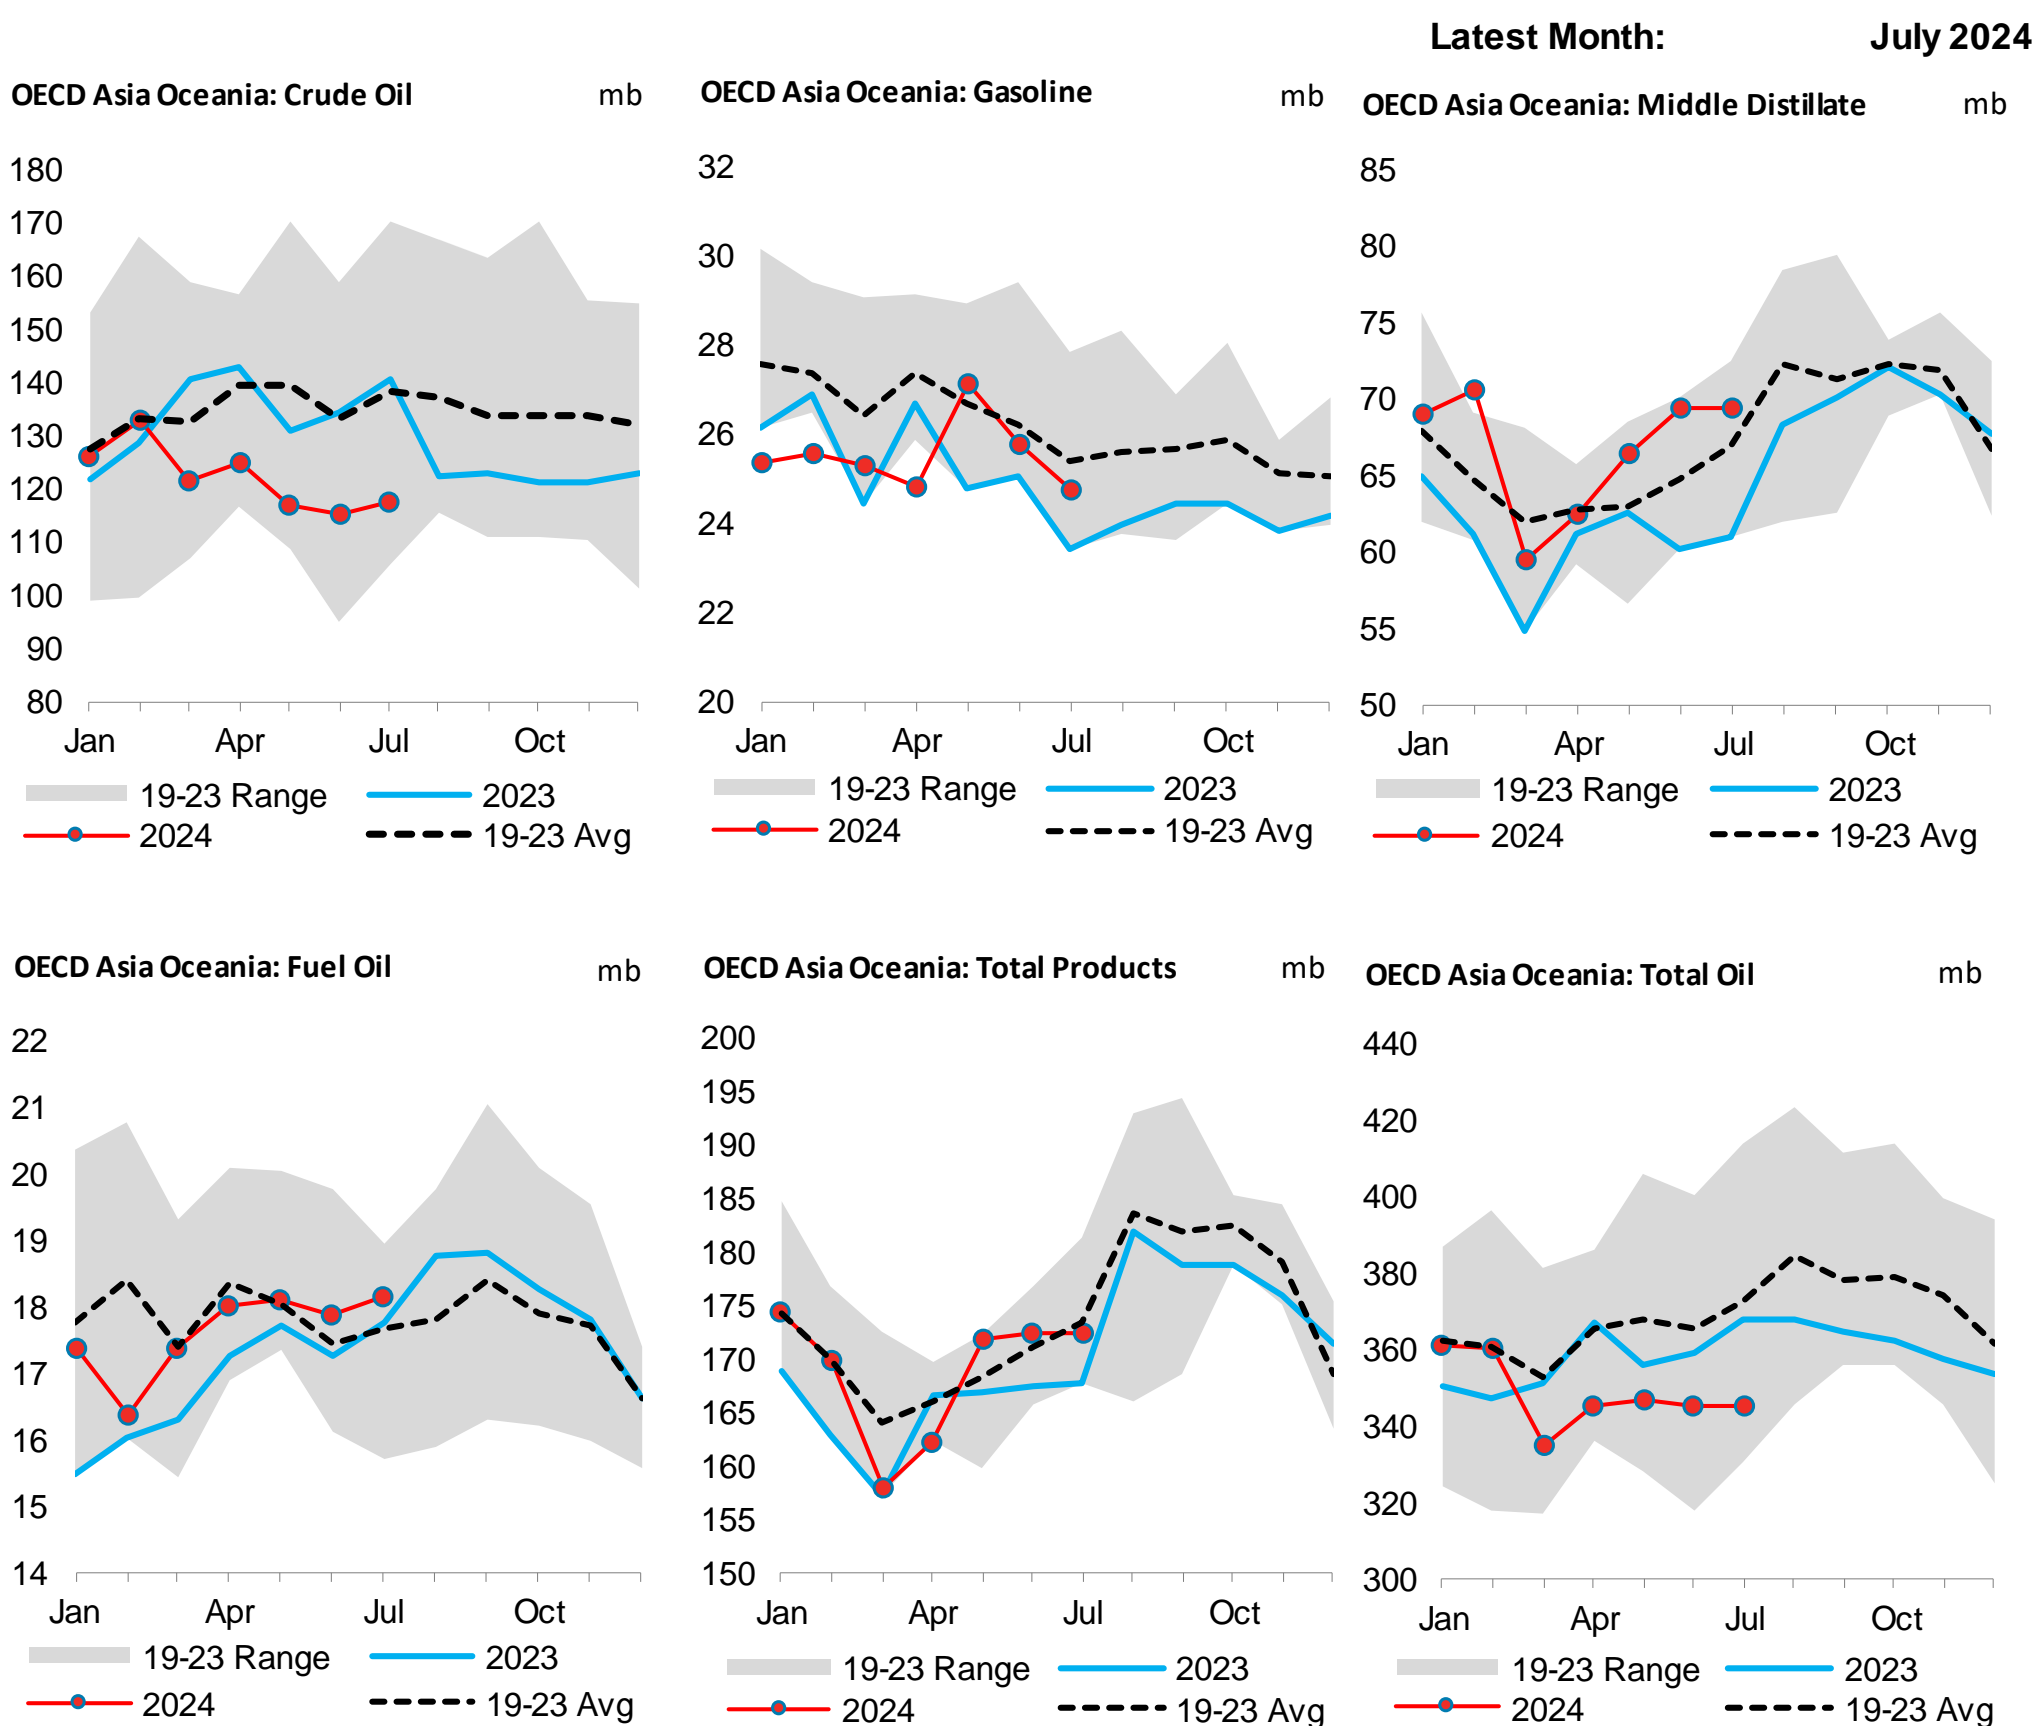 Latest Month: July 2024
OECD Asia Oceania: Crude Oil mb
180
170
160
150
140
130
120
110
100
90
80
Jan Apr Jul Oct
19-23 Range 2023
2024 19-23 Avg
OECD Asia Oceania: Gasoline mb
32
30
28
26
24
22
20
Jan Apr Jul Oct
19-23 Range 2023
2024 19-23 Avg
OECD Asia Oceania: Middle Distillate mb
85
80
75
70
65
60
55
50
Jan Apr Jul Oct
19-23 Range 2023
2024 19-23 Avg
OECD Asia Oceania: Fuel Oil mb
22
21
20
19
18
17
16
15
14
Jan Apr Jul Oct
19-23 Range 2023
2024 19-23 Avg
OECD Asia Oceania: Total Products mb
200
195
190
185
180
175
170
165
160
155
150
Jan Apr Jul Oct
19-23 Range 2023
2024 19-23 Avg
OECD Asia Oceania: Total Oil mb
440
420
400
380
360
340
320
300
Jan Apr Jul Oct
19-23 Range 2023
2024 19-23 Avg